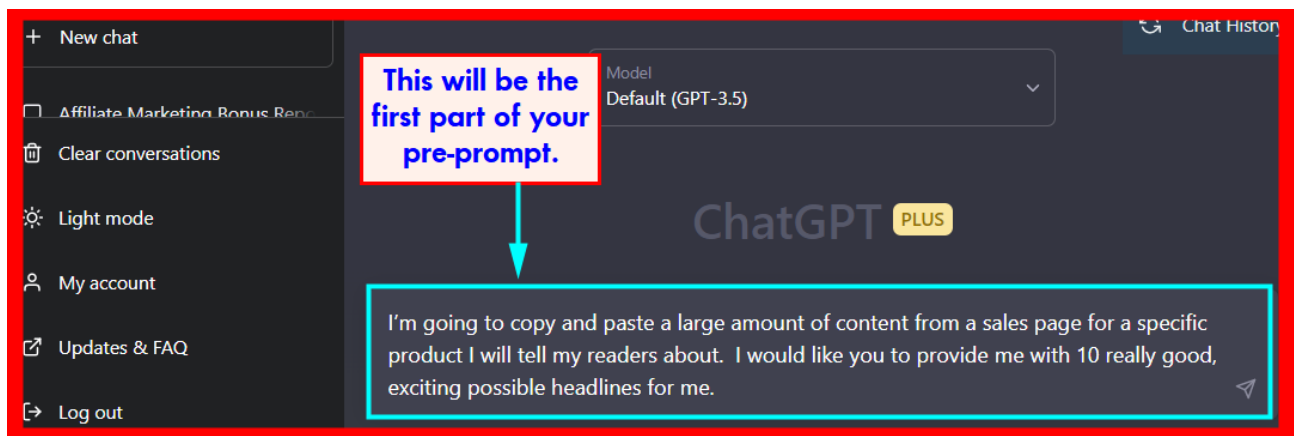 + New chat
Affiliate Marketing Bonus Repo
Clear conversations
Light mode
My account
Updates & FAQ
Log out
This will be the
first part of your
pre-prompt.
Model
Default (GPT-3.5)
Chat History
ChatGPT PLUS
I'm going to copy and paste a large amount of content from a sales page for a specific
product I will tell my readers about.  I would like you to provide me with 10 really good,
exciting possible headlines for me.